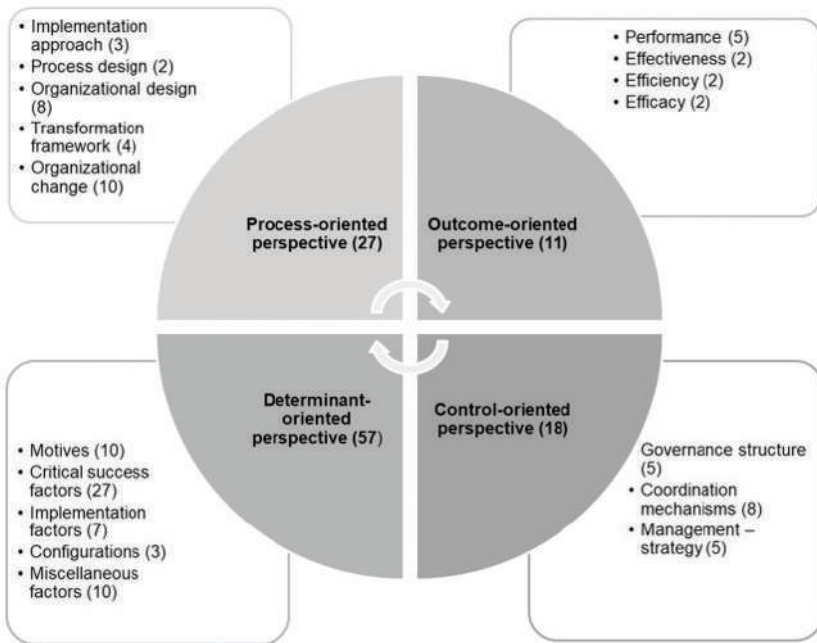 • Implementation
approach (3)
• Process design (2)
• Organizational design
(8)
• Transformation
framework (4)
• Organizational
change (10)
• Performance (5)
• Effectiveness (2)
• Efficiency (2)
• Efficacy (2)
Process-oriented
perspective (27)
Outcome-oriented
perspective (11)
Determinant-
oriented
perspective (57)
Control-oriented
perspective (18)
• Motives (10)
• Critical success
factors (27)
• Implementation
factors (7)
• Configurations (3)
• Miscellaneous
factors (10)
Governance structure
(5)
• Coordination
mechanisms (8)
• Management –
strategy (5)